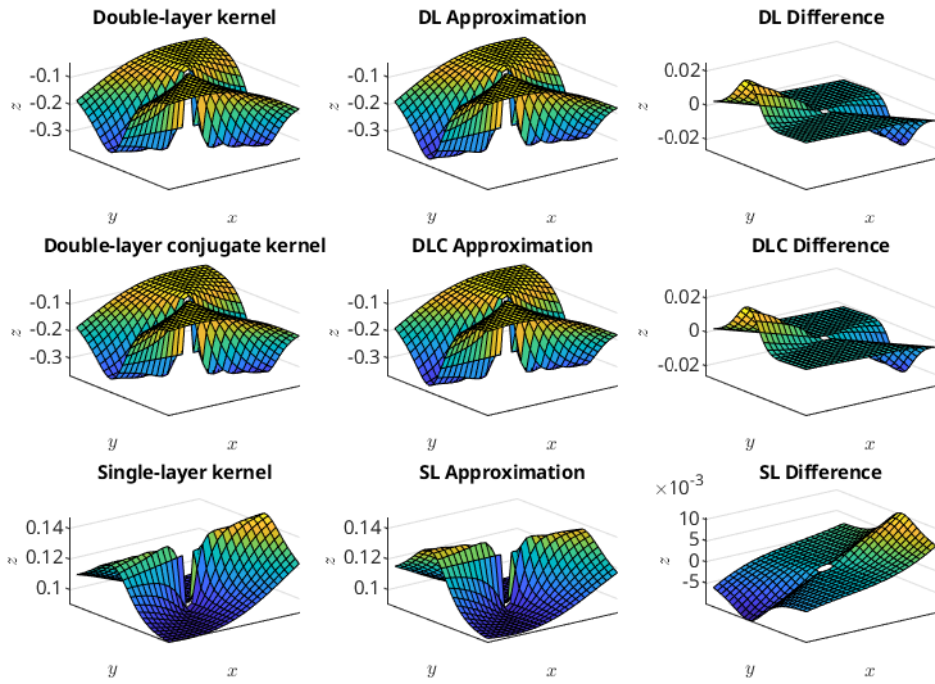 Double-layer kernel DL Approximation DL Difference
-0.1 -0.1 0.02
-0.2 -0.2 0
-0.3 -0.3 -0.02
z z z
y x y x y x
Double-layer conjugate kernel DLC Approximation DLC Difference
-0.1 -0.1 0.02
-0.2 -0.2 0
-0.3 -0.3 -0.02
z z z
y x y x y x
Single-layer kernel SL Approximation SL Difference
×10⁻³
0.14 0.14 10
0.12 0.12 5
0.1 0.1 0
-5
z z z
y x y x y x